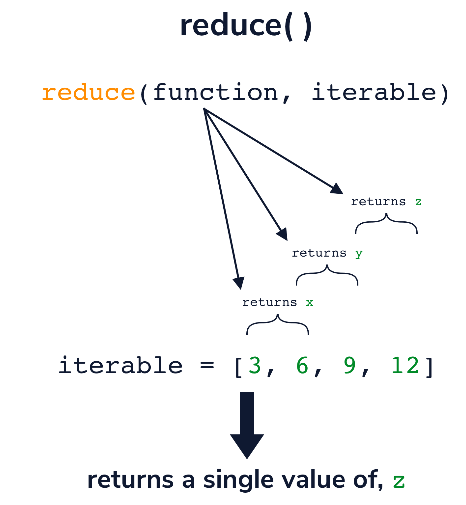 reduce( )
reduce(function, iterable)
returns z
returns y
returns x
iterable = [3, 6, 9, 12]
returns a single value of, z